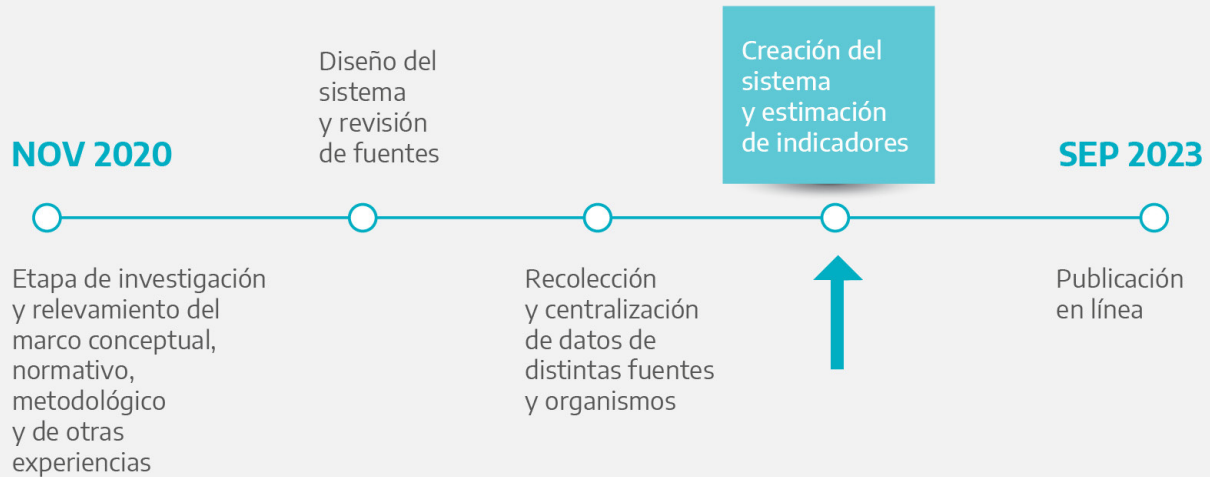 NOV 2020
Etapa de investigación
y relevamiento del
marco conceptual,
normativo,
metodológico
y de otras
experiencias
Diseño del
sistema
y revisión
de fuentes
Recolección
y centralización
de datos de
distintas fuentes
y organismos
Creación del
sistema
y estimación
de indicadores
SEP 2023
Publicación
en línea